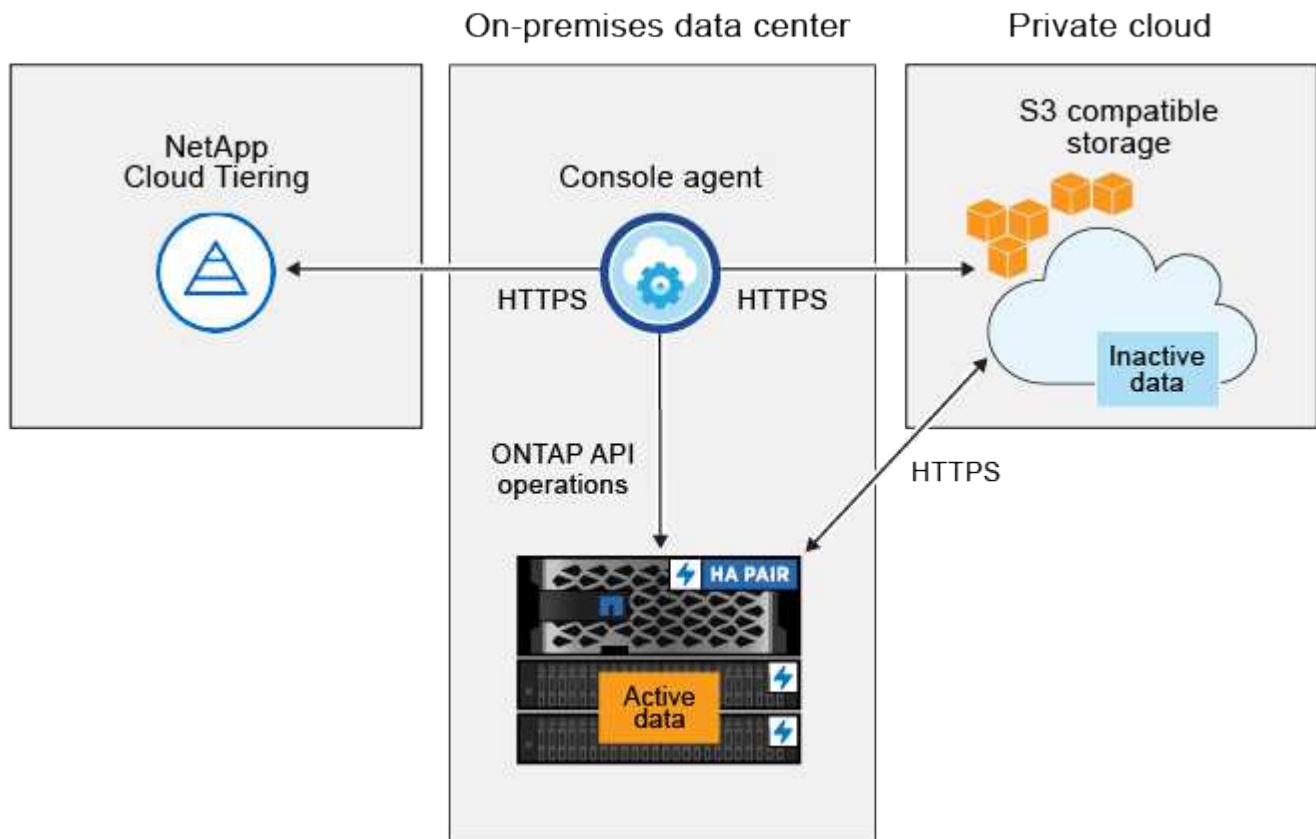 On-premises data center
Private cloud
NetApp
Cloud Tiering
Console agent
S3 compatible
storage
HTTPS
HTTPS
Inactive
data
ONTAP API
operations
HTTPS
HA PAIR
Active
data